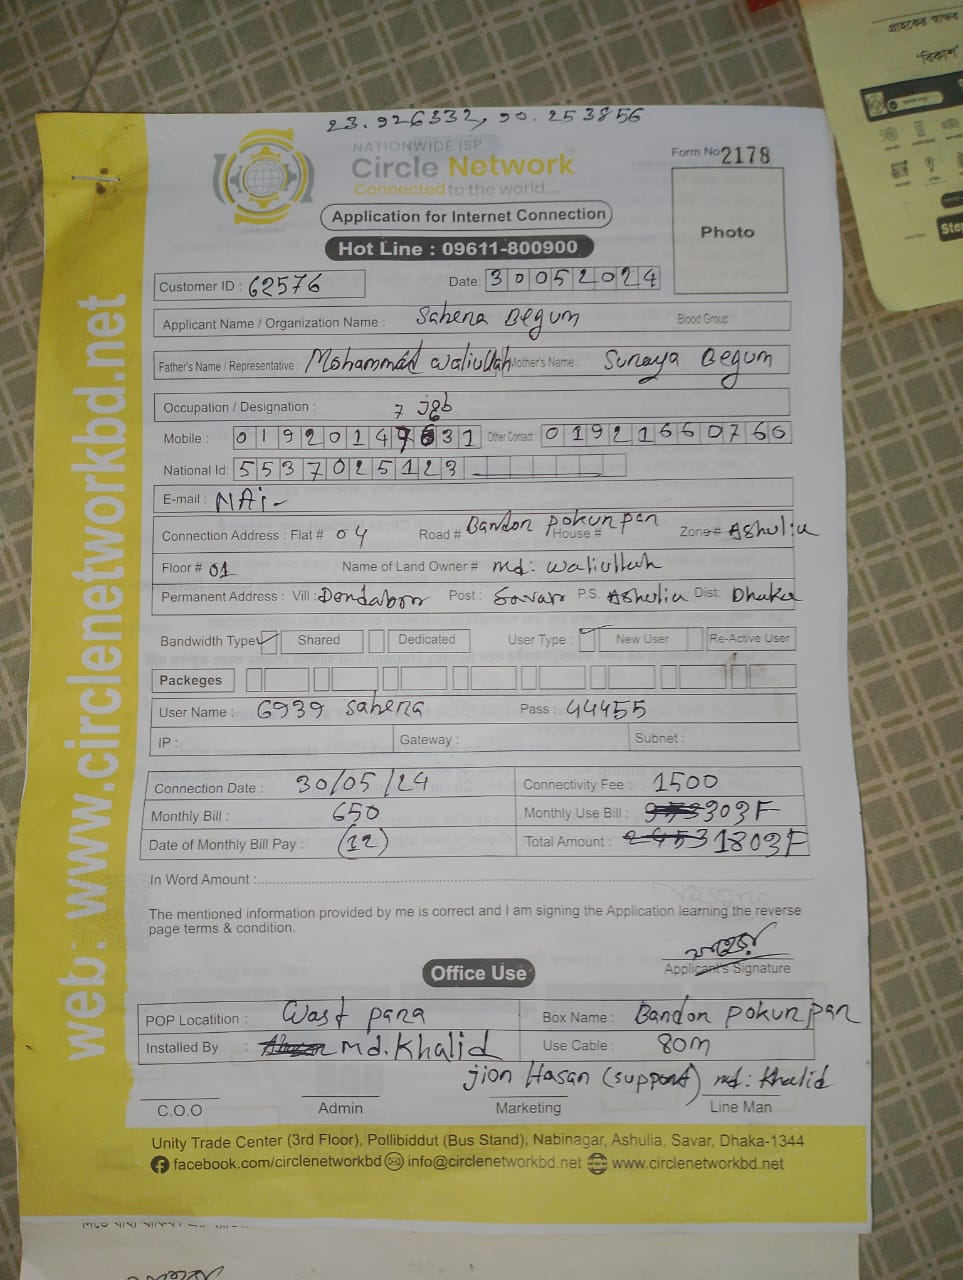 23.926332, 90.253856
NATIONWIDE ISP
Circle Network
Connected to the world....
Form No 2178
Application for Internet Connection
Photo
Hot Line : 09611-800900
Customer ID : 62576 Date: 30052024
Applicant Name / Organization Name : Sahena Begum Blood Group :
Father's Name / Representative : Mohammad Waliullah Mother's Name : Suraya Begum
Occupation / Designation : job
Mobile : 01920147631 Other Contact : 01921660766
National Id: 5537025123
E-mail : NAi-
Connection Address : Flat # 04 Road # Bandon Pokunpan House # Zone # Ashulia
Floor # 01 Name of Land Owner # md: waliullah
Permanent Address : Vill : Dendabor Post : Savar P.S. Ashulia Dist: Dhaka
Bandwidth Type Shared Dedicated User Type : New User Re-Active User
Packeges
User Name : 6939 sahena Pass : 44455
IP : Gateway : Subnet :
Connection Date : 30/05/24 Connectivity Fee : 1500
Monthly Bill : 650 Monthly Use Bill : 303F
Date of Monthly Bill Pay : (12) Total Amount : 1803F
In Word Amount :
The mentioned information provided by me is correct and I am signing the Application learning the reverse
page terms & condition.
Applicant's Signature
Office Use
POP Locatition : West para Box Name : Bandon Pokunpan
Installed By : Md. Khalid Use Cable : 80m
jion Hasan (support) md: Khalid
C.O.O Admin Marketing Line Man
Unity Trade Center (3rd Floor), Pollibiddut (Bus Stand), Nabinagar, Ashulia, Savar, Dhaka-1344
facebook.com/circlenetworkbd info@circlenetworkbd.net www.circlenetworkbd.net
web: www.circlenetworkbd.net
গ্রাহকের স্বাক্ষর
'বিকাশ'
Ste